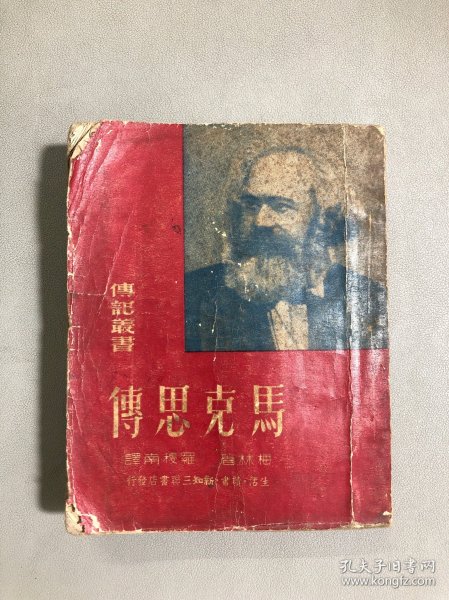 傳記叢書
馬克思傳
梅林著 羅稷南譯
生活·讀書·新知三聯書店發行
孔夫子旧书网
www.kongfz.com